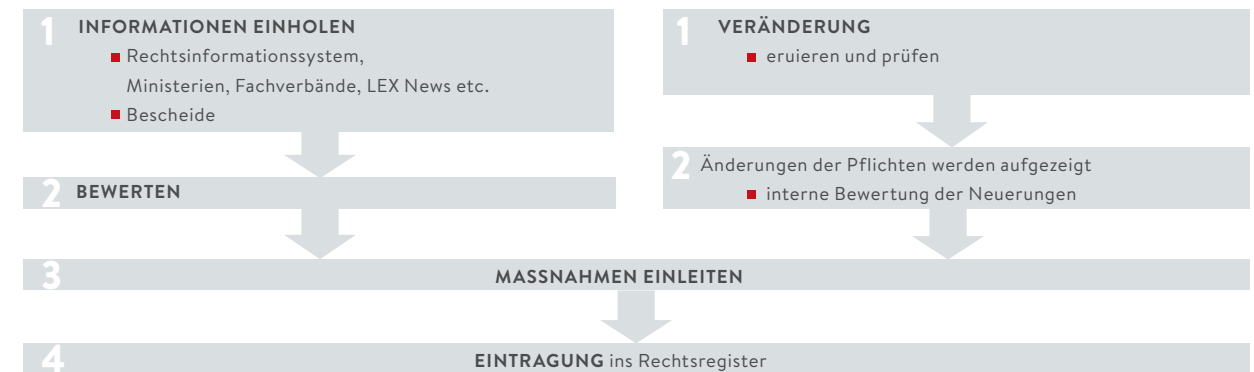 1 INFORMATIONEN EINHOLEN
Rechtsinformationssystem,
Ministerien, Fachverbände, LEX News etc.
Bescheide
2 BEWERTEN
1 VERÄNDERUNG
eruieren und prüfen
2 Änderungen der Pflichten werden aufgezeigt
interne Bewertung der Neuerungen
3 MASSNAHMEN EINLEITEN
4 EINTRAGUNG ins Rechtsregister